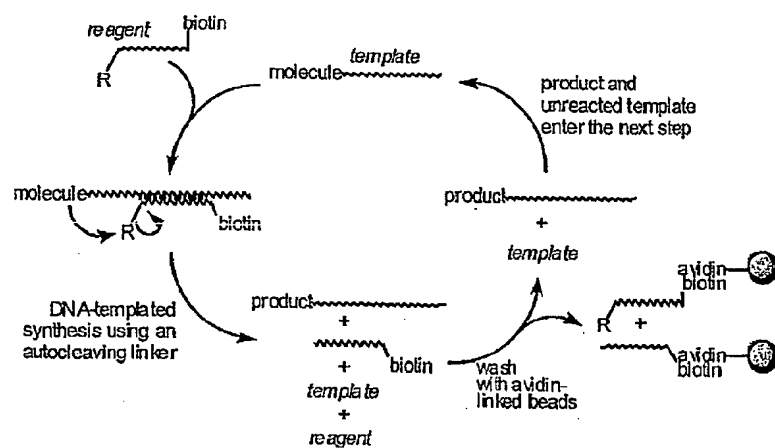 reagent
biotin
R
template
molecule
product and
unreacted template
enter the next step
molecule
R
biotin
product
+
template
DNA-templated
synthesis using an
autocleaving linker
product
+
biotin
+
template
+
reagent
wash
with avidin-
linked beads
avidin
biotin
R
+
avidin
biotin